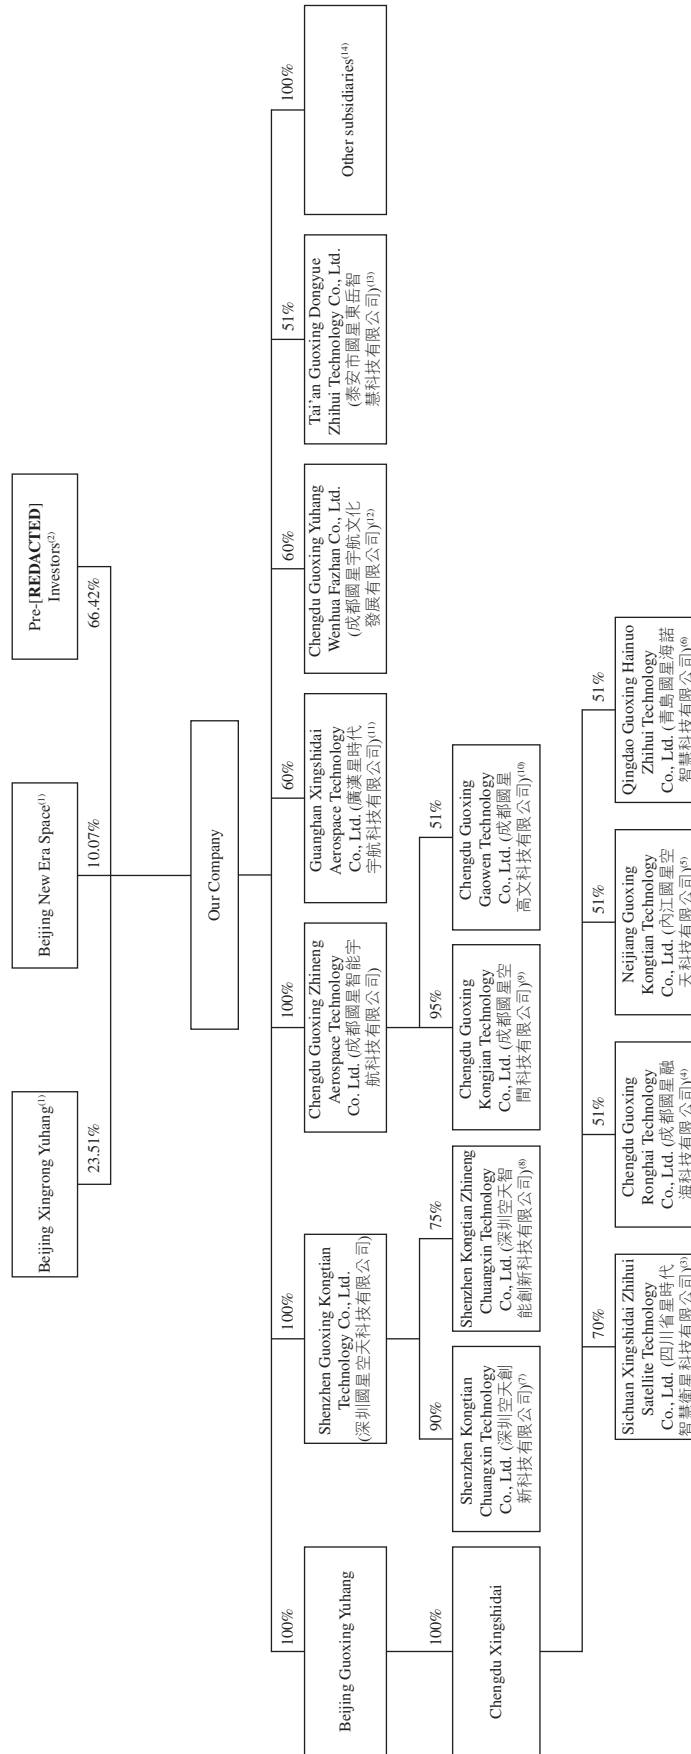 Beijing Xingrong Yuhang(1)
Beijing New Era Space(1)
Pre-[REDACTED]
Investors(2)
23.51%
10.07%
66.42%
Our Company
100%
100%
100%
60%
60%
51%
100%
Beijing Guoxing Yuhang
Shenzhen Guoxing Kongtian
Technology Co., Ltd.
(深圳國星空天科技有限公司)
Chengdu Guoxing Zhineng
Aerospace Technology
Co. Ltd. (成都國星智能宇
航科技有限公司)
Guanghan Xingshidai
Aerospace Technology
Co., Ltd. (廣漢星時代
宇航科技有限公司)(11)
Chengdu Guoxing Yuhang
Wenhua Fazhan Co., Ltd.
(成都國星宇航文化
發展有限公司)(12)
Tai'an Guoxing Dongyue
Zhihui Technology Co., Ltd.
(泰安市國星東岳智
慧科技有限公司)(13)
Other subsidiaries(14)
100%
90%
75%
95%
51%
Chengdu Xingshidai
Shenzhen Kongtian
Chuangxin Technology
Co., Ltd. (深圳空天創
新科技有限公司)(7)
Shenzhen Kongtian Zhineng
Chuangxin Technology
Co., Ltd. (深圳空天智
能創新科技有限公司)(8)
Chengdu Guoxing
Kongjian Technology
Co., Ltd. (成都國星空
間科技有限公司)(9)
Chengdu Guoxing
Gaowen Technology
Co., Ltd. (成都國星
高文科技有限公司)(10)
70%
51%
51%
51%
Sichuan Xingshidai Zhihui
Satellite Technology
Co., Ltd. (四川省星時代
智慧衛星科技有限公司)(3)
Chengdu Guoxing
Ronghai Technology
Co., Ltd. (成都國星融
海科技有限公司)(4)
Neijiang Guoxing
Kongtian Technology
Co., Ltd. (內江國星空
天科技有限公司)(5)
Qingdao Guoxing Hainuo
Zhihui Technology
Co., Ltd. (青島國星海諾
智慧科技有限公司)(6)